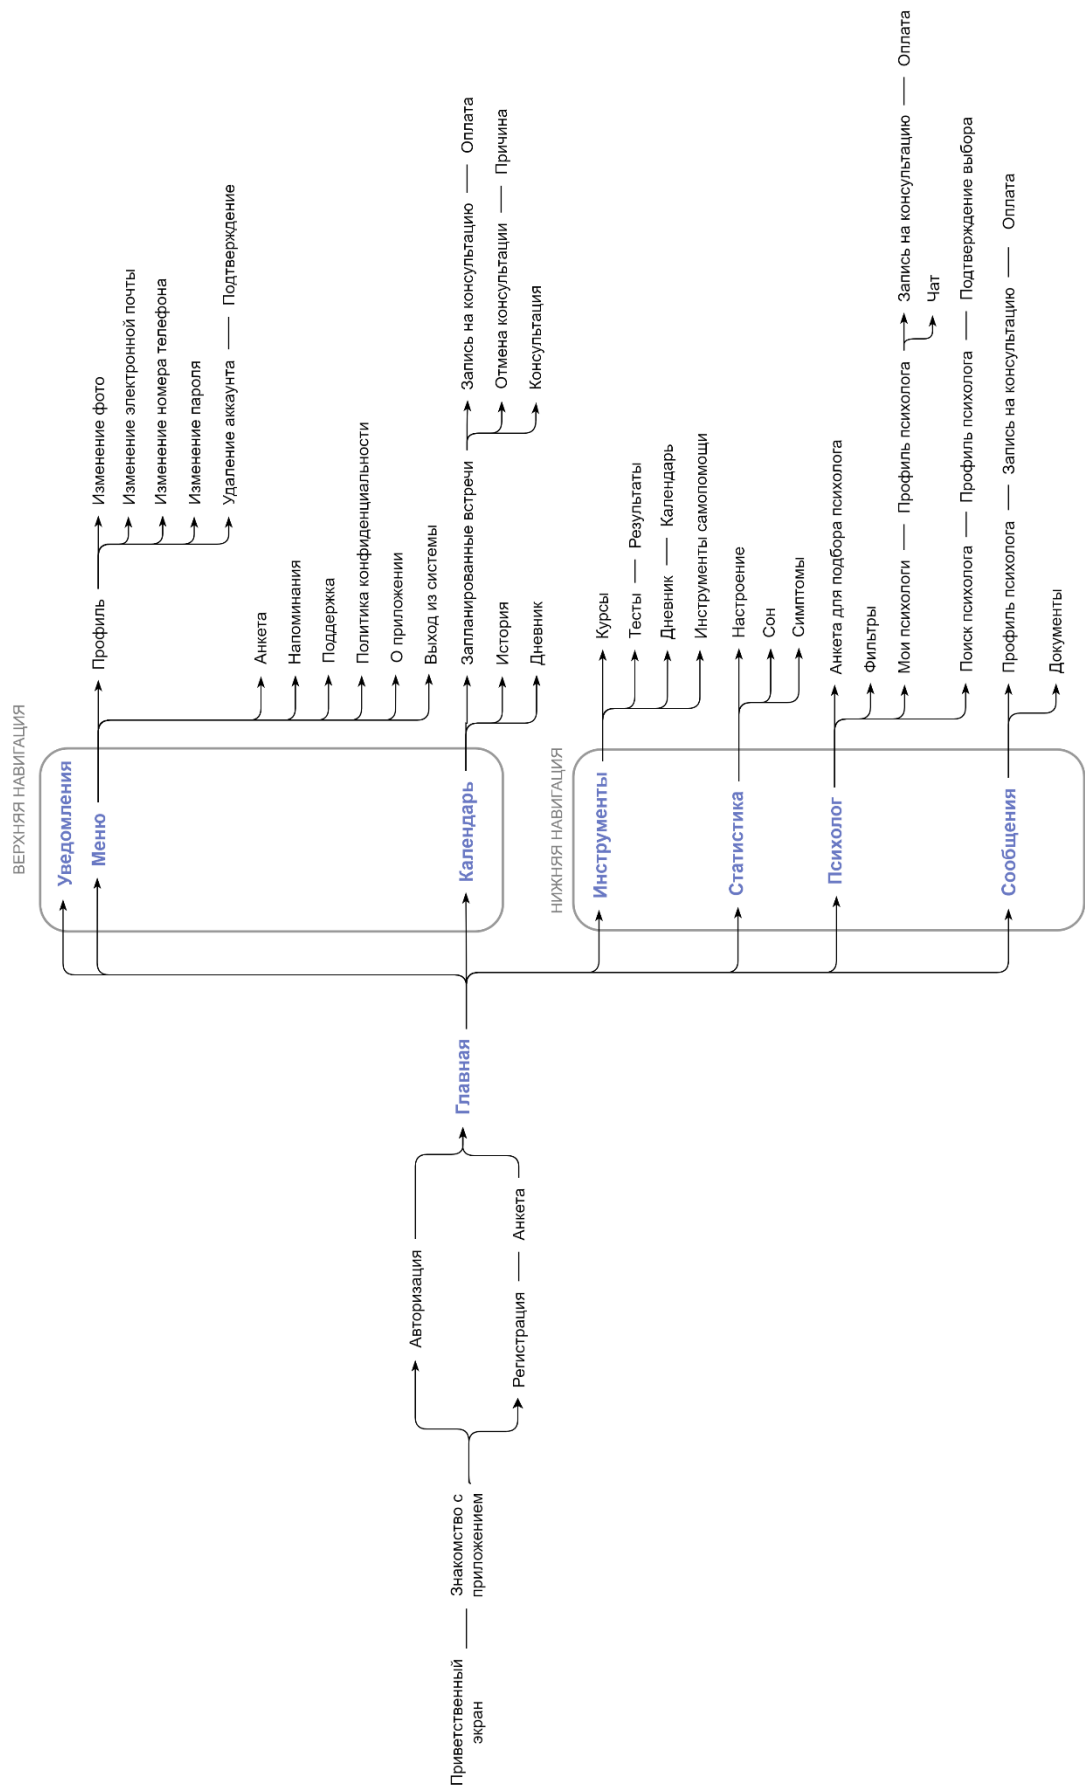 Приветственный
экран
Знакомство с
приложением
Авторизация
Регистрация
Анкета
Главная
ВЕРХНЯЯ НАВИГАЦИЯ
Уведомления
Меню
Профиль
Изменение фото
Изменение электронной почты
Изменение номера телефона
Изменение пароля
Удаление аккаунта
Подтверждение
Анкета
Напоминания
Поддержка
Политика конфиденциальности
О приложении
Выход из системы
Календарь
Запланированные встречи
Запись на консультацию
Оплата
Отмена консультации
Причина
Консультация
История
Дневник
НИЖНЯЯ НАВИГАЦИЯ
Инструменты
Курсы
Тесты
Результаты
Дневник
Календарь
Инструменты самопомощи
Статистика
Настроение
Сон
Симптомы
Психолог
Анкета для подбора психолога
Фильтры
Мои психологи
Профиль психолога
Запись на консультацию
Оплата
Чат
Поиск психолога
Профиль психолога
Подтверждение выбора
Сообщения
Профиль психолога
Запись на консультацию
Оплата
Документы